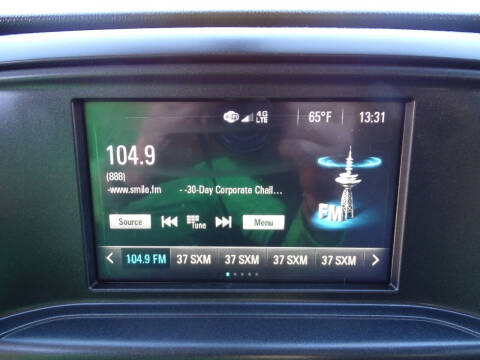 WiFi 4G LTE 65°F 13:31
104.9
(888)
-www.smile.fm --30-Day Corporate Chall...
FM
Source Tune Menu
104.9 FM 37 SXM 37 SXM 37 SXM 37 SXM